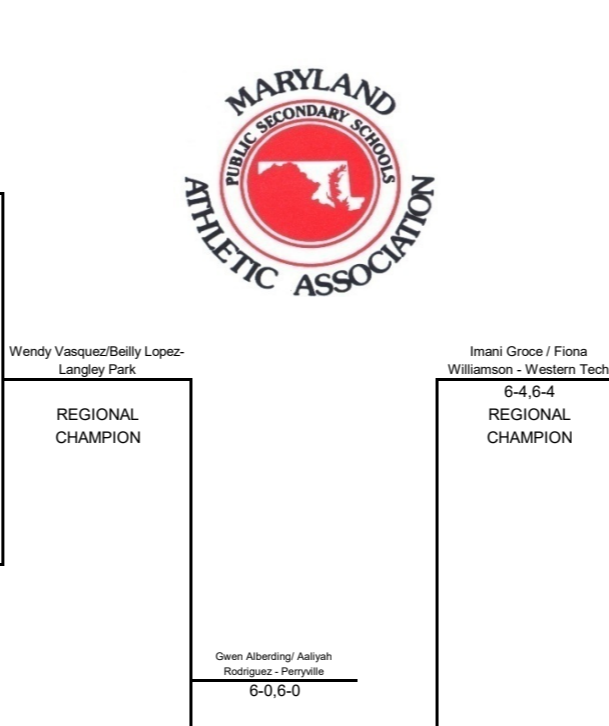 MARYLAND
PUBLIC SECONDARY SCHOOLS
ATHLETIC ASSOCIATION
Wendy Vasquez/Beilly Lopez-
Langley Park
REGIONAL
CHAMPION
Imani Groce / Fiona
Williamson - Western Tech
6-4,6-4
REGIONAL
CHAMPION
Gwen Alberding/ Aaliyah
Rodriguez - Perryville
6-0,6-0